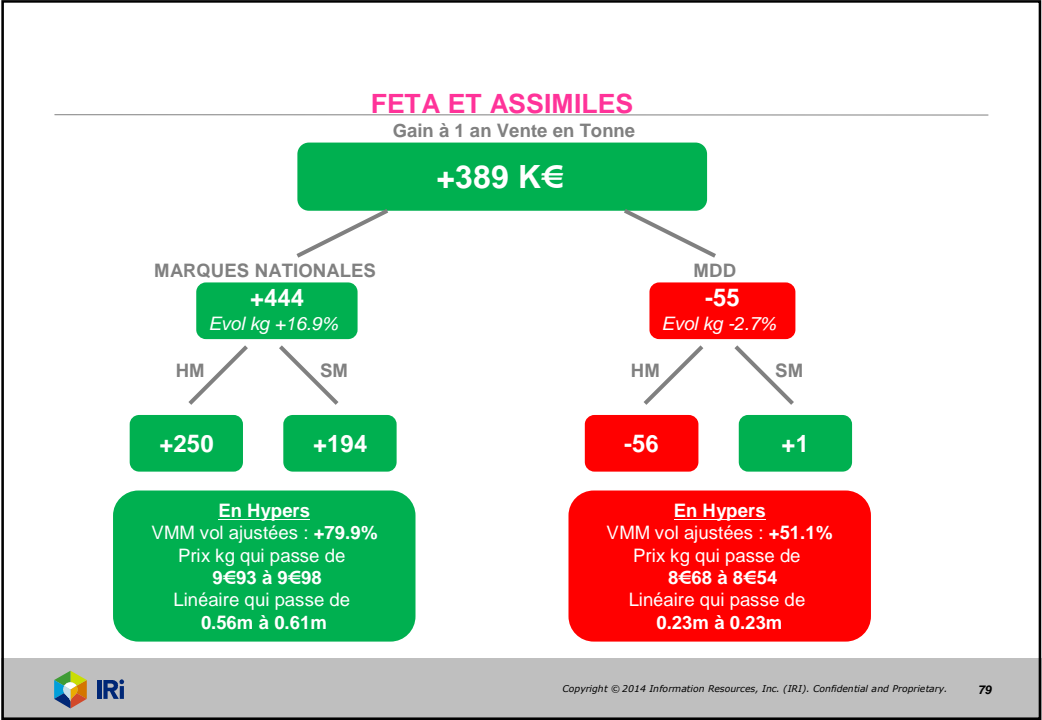 FETA ET ASSIMILES
Gain à 1 an Vente en Tonne
+389 K€
MARQUES NATIONALES
+444
Evol kg +16.9%
HM
SM
+250
+194
En Hypers
VMM vol ajustées : +79.9%
Prix kg qui passe de
9€93 à 9€98
Linéaire qui passe de
0.56m à 0.61m
MDD
-55
Evol kg -2.7%
HM
SM
-56
+1
En Hypers
VMM vol ajustées : +51.1%
Prix kg qui passe de
8€68 à 8€54
Linéaire qui passe de
0.23m à 0.23m
IRi
Copyright © 2014 Information Resources, Inc. (IRI). Confidential and Proprietary. 79